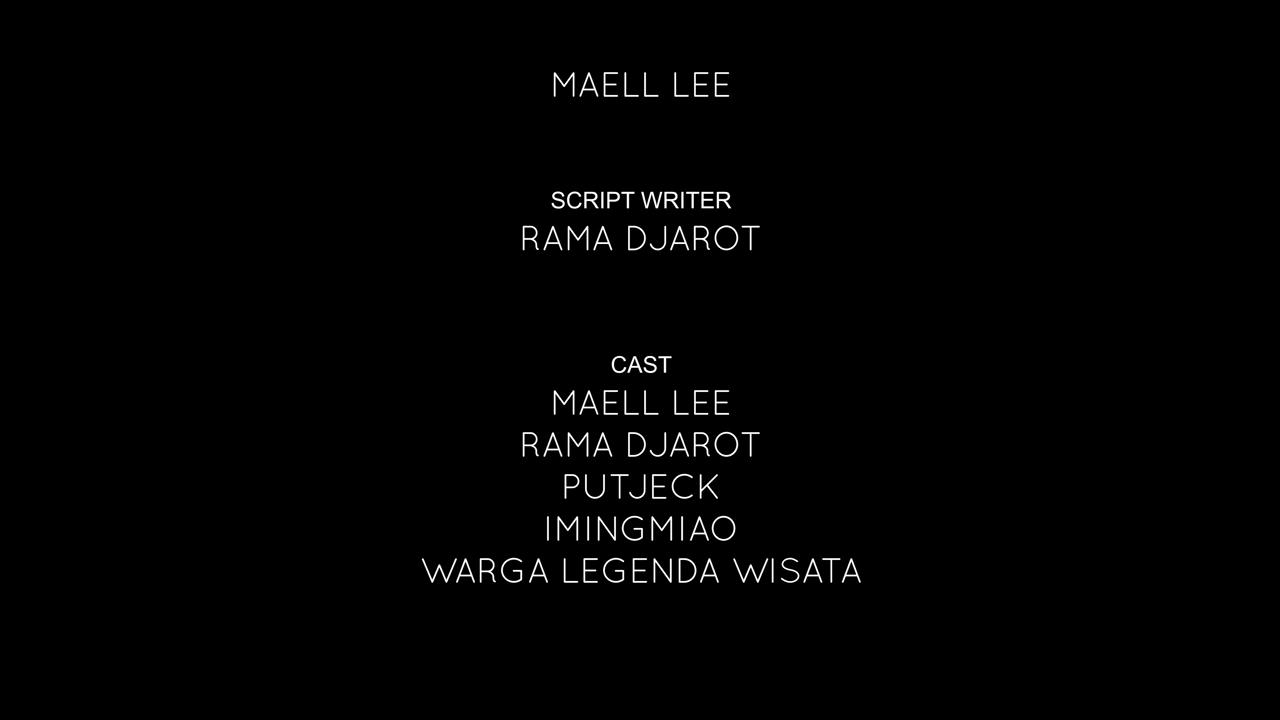 MAELL LEE
SCRIPT WRITER
RAMA DJAROT
CAST
MAELL LEE
RAMA DJAROT
PUTJECK
IMINGMIAO
WARGA LEGENDA WISATA